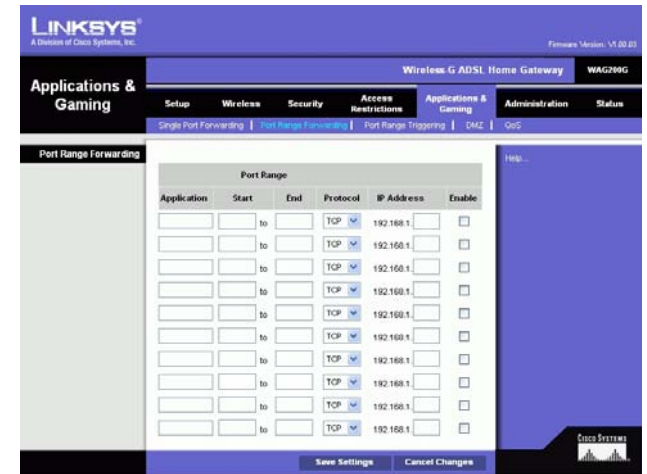 LINKSYS®
A Division of Cisco Systems, Inc.
Firmware Version: V1.00.03
Wireless-G ADSL Home Gateway WAG200G
Applications & Gaming
Setup Wireless Security Access Restrictions Applications & Gaming Administration Status
Single Port Forwarding | Port Range Forwarding | Port Range Triggering | DMZ | QoS
Port Range Forwarding
Help...
Port Range
Application Start End Protocol IP Address Enable
to TCP 192.168.1.
to TCP 192.168.1.
to TCP 192.168.1.
to TCP 192.168.1.
to TCP 192.168.1.
to TCP 192.168.1.
to TCP 192.168.1.
to TCP 192.168.1.
to TCP 192.168.1.
to TCP 192.168.1.
Save Settings Cancel Changes
CISCO SYSTEMS